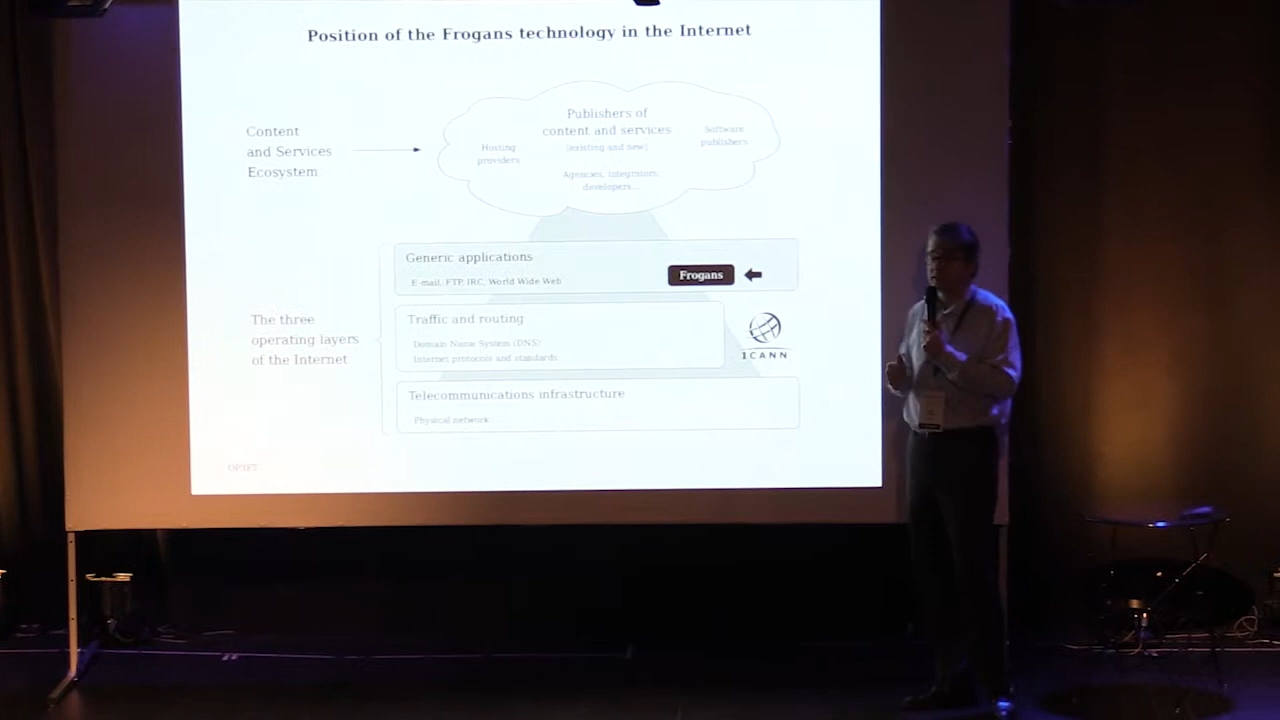 Position of the Frogans technology in the Internet
Content
and Services
Ecosystem
Publishers of
content and services
(existing and new)
Hosting
providers
Software
publishers
Agencies, integrators,
developers...
Generic applications
E-mail, FTP, IRC, World Wide Web
Frogans
The three
operating layers
of the Internet
Traffic and routing
Domain Name System (DNS)
Internet protocols and standards
ICANN
Telecommunications infrastructure
Physical network
OP3FT